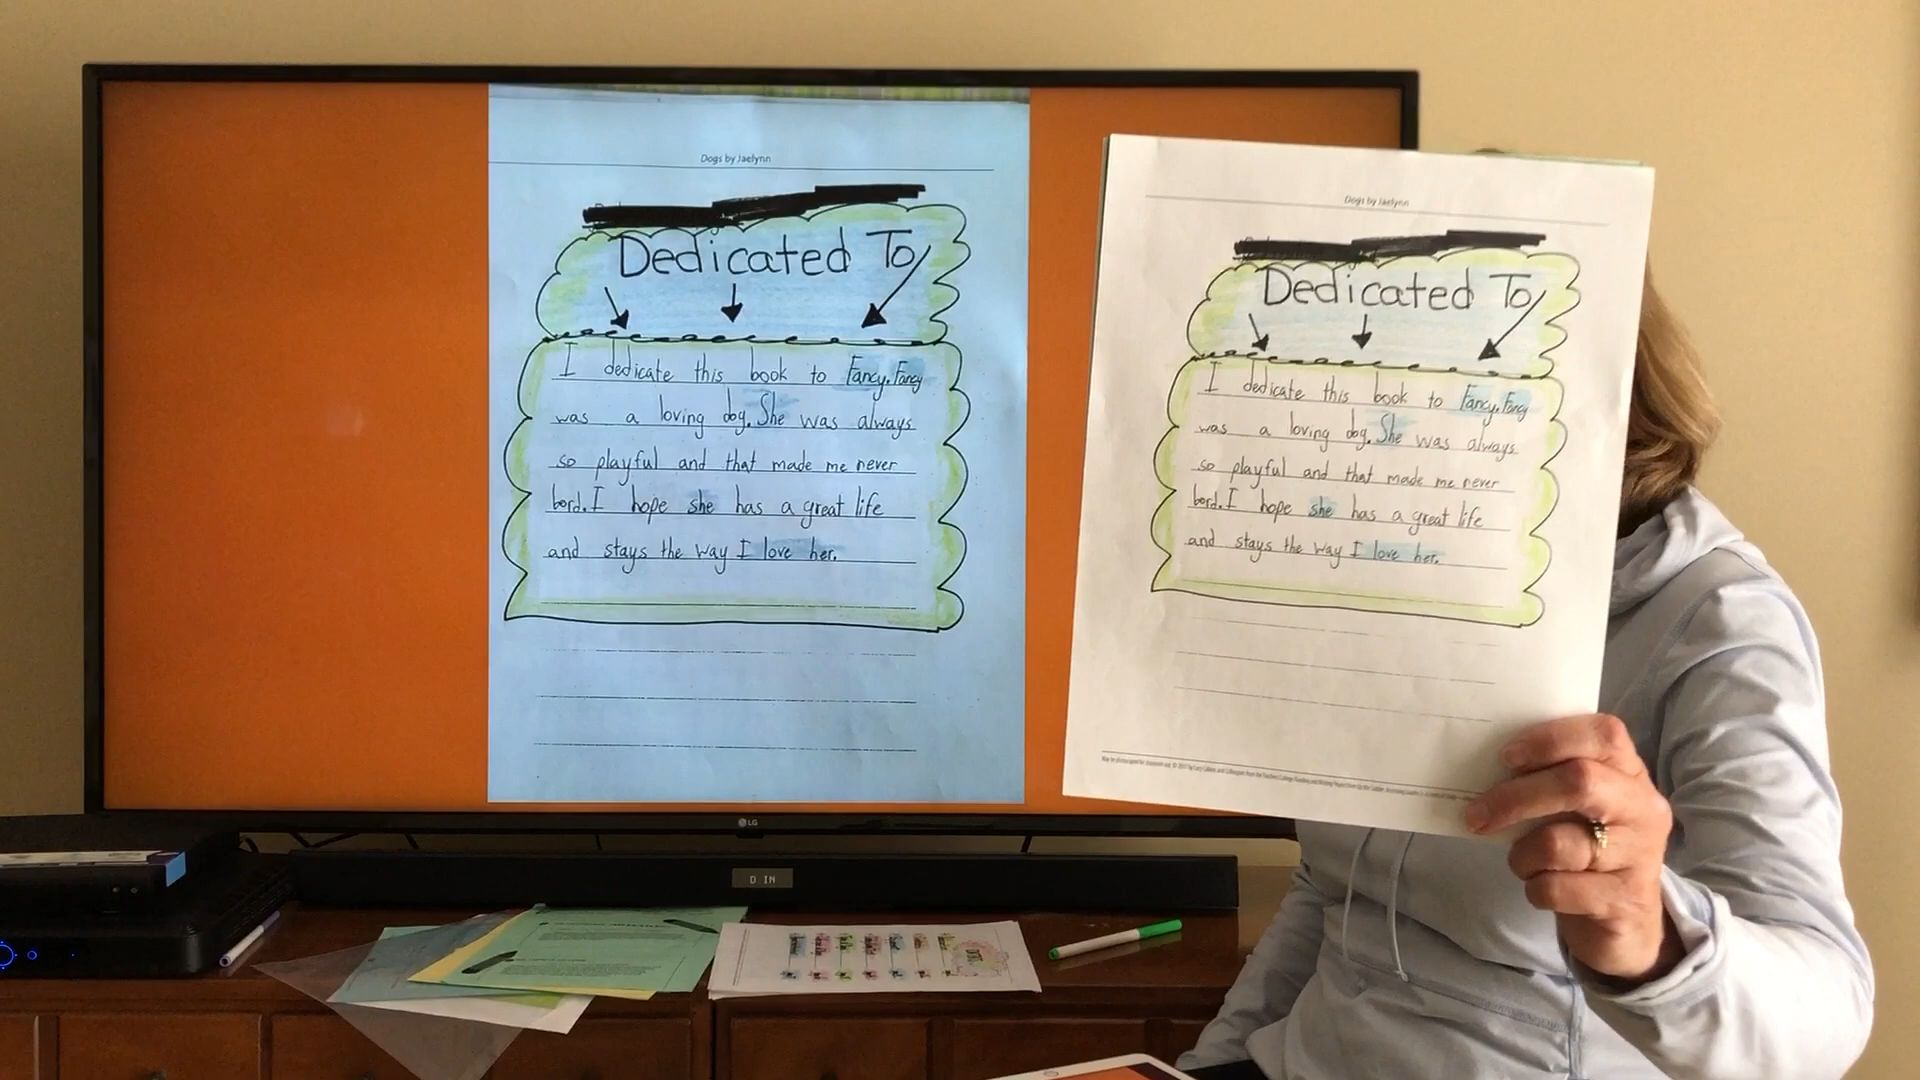 Dogs by Jaelynn
Dedicated To
I dedicate this book to Fancy. Fancy
was a loving dog. She was always
so playful and that made me never
bord. I hope she has a great life
and stays the way I love her.
LG
D IN
Dogs by Jaelynn
Dedicated To
I dedicate this book to Fancy. Fancy
was a loving dog. She was always
so playful and that made me never
bord. I hope she has a great life
and stays the way I love her.